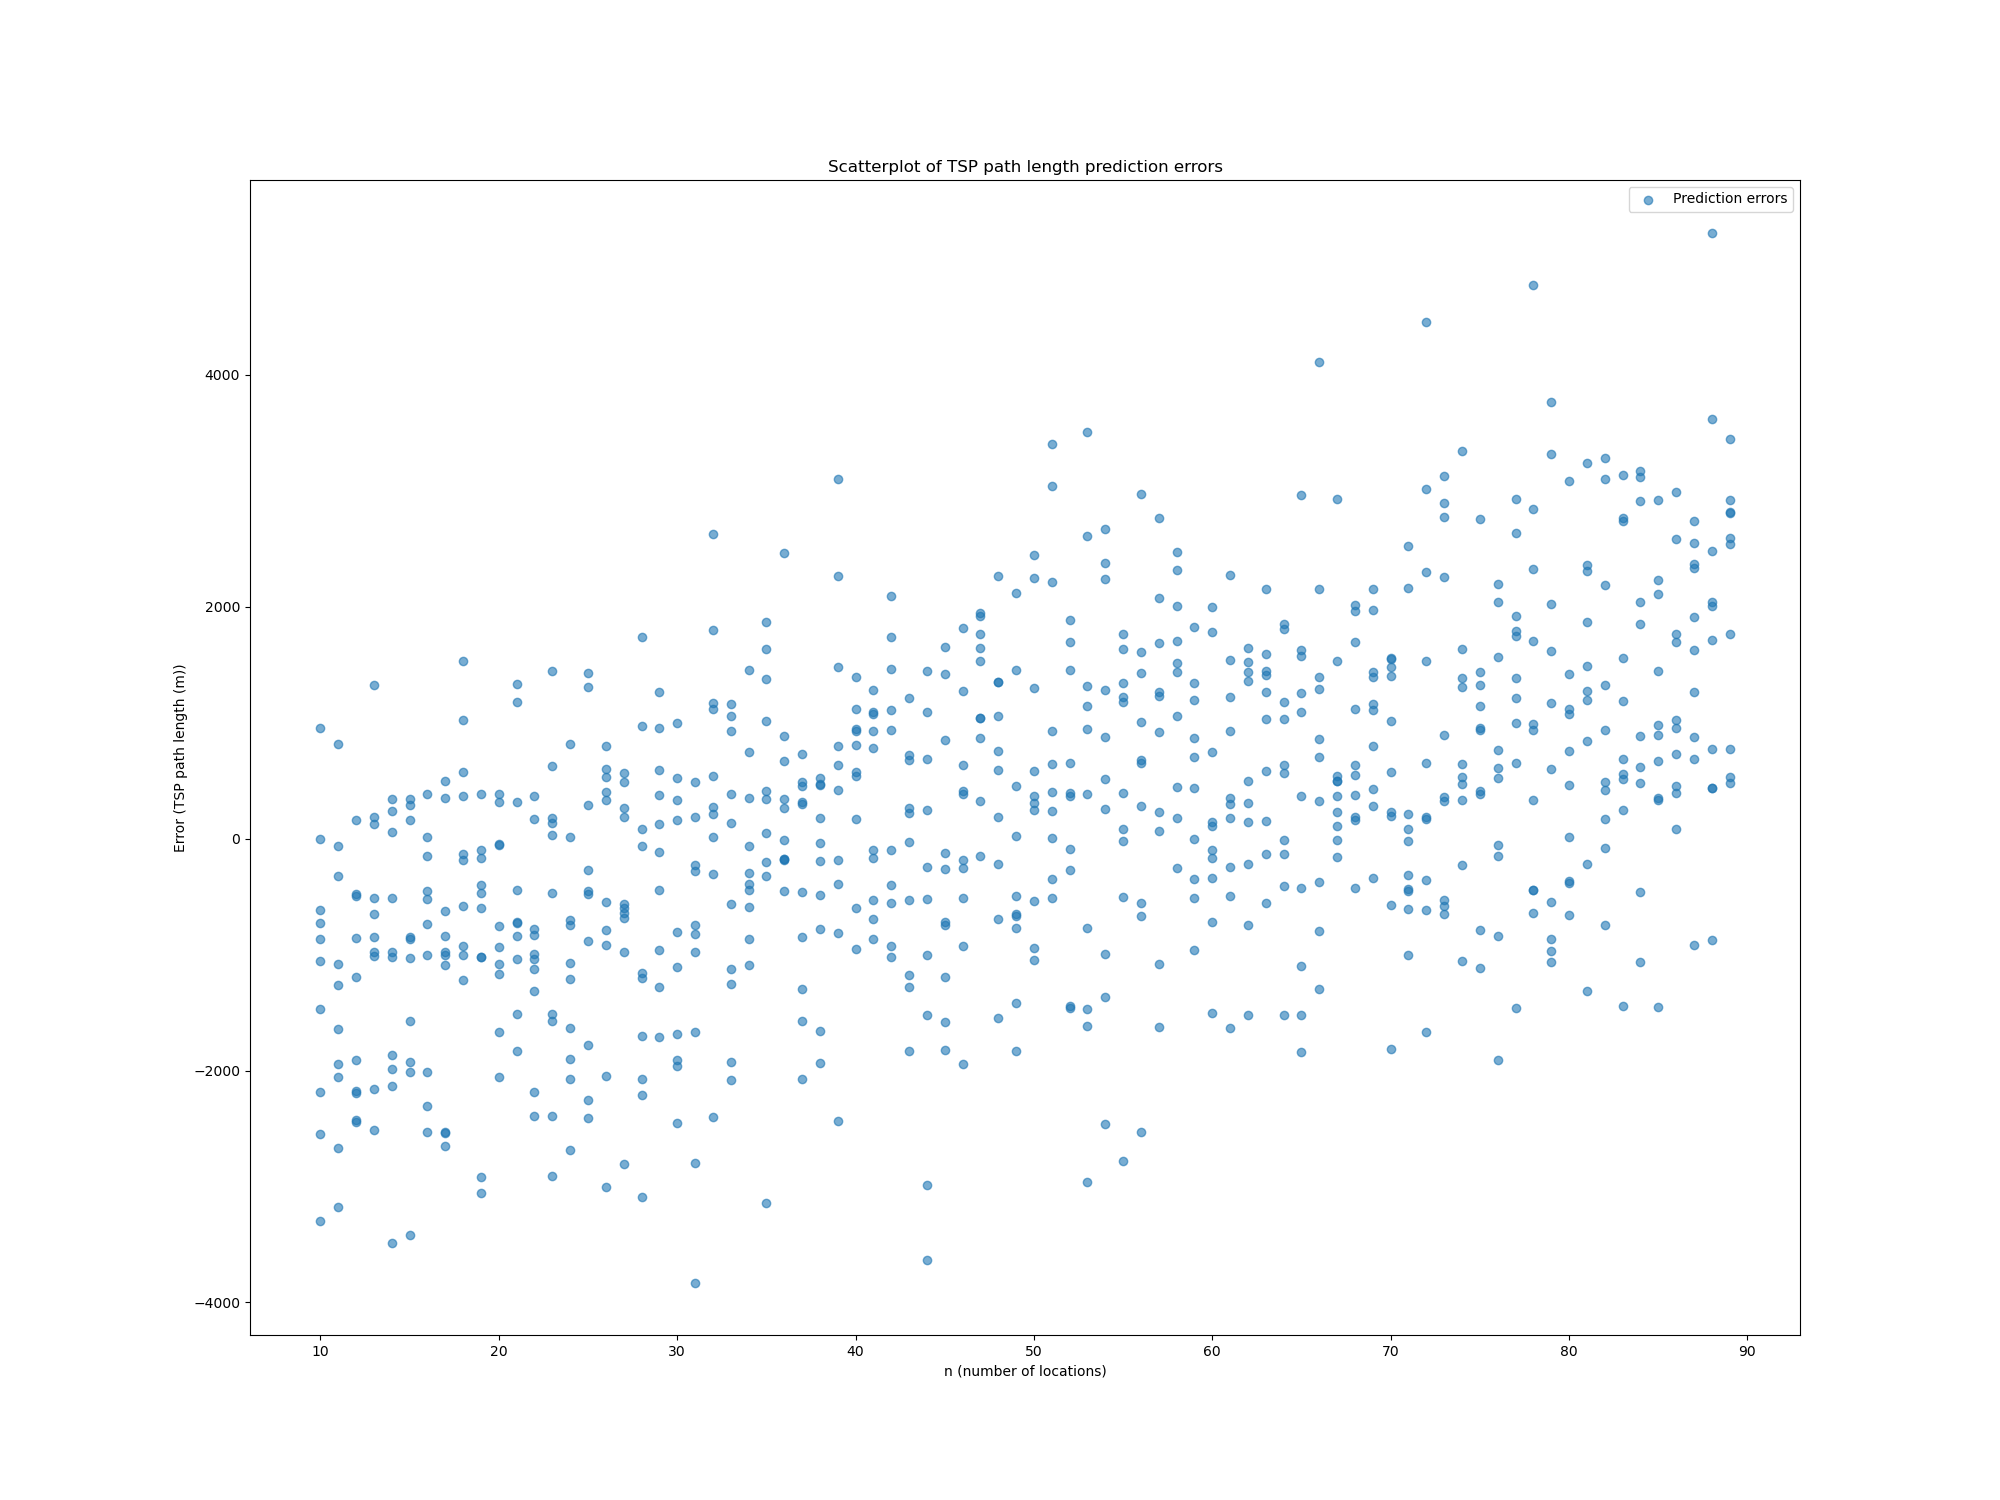 Scatterplot of TSP path length prediction errors
Prediction errors
4000
2000
0
−2000
−4000
Error (TSP path length (m))
10 20 30 40 50 60 70 80 90
n (number of locations)